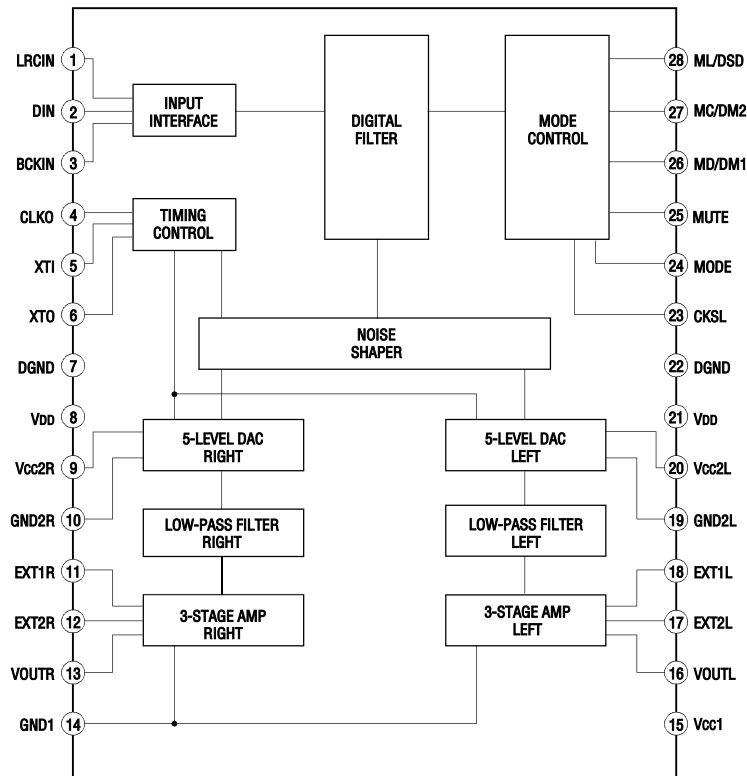 LRCIN 1
DIN 2
BCKIN 3
CLKO 4
XTI 5
XTO 6
DGND 7
VDD 8
VCC2R 9
GND2R 10
EXT1R 11
EXT2R 12
VOUTR 13
GND1 14
INPUT
INTERFACE
TIMING
CONTROL
DIGITAL
FILTER
MODE
CONTROL
NOISE
SHAPER
5-LEVEL DAC
RIGHT
LOW-PASS FILTER
RIGHT
3-STAGE AMP
RIGHT
5-LEVEL DAC
LEFT
LOW-PASS FILTER
LEFT
3-STAGE AMP
LEFT
28 ML/DSD
27 MC/DM2
26 MD/DM1
25 MUTE
24 MODE
23 CKSL
22 DGND
21 VDD
20 VCC2L
19 GND2L
18 EXT1L
17 EXT2L
16 VOUTL
15 VCC1